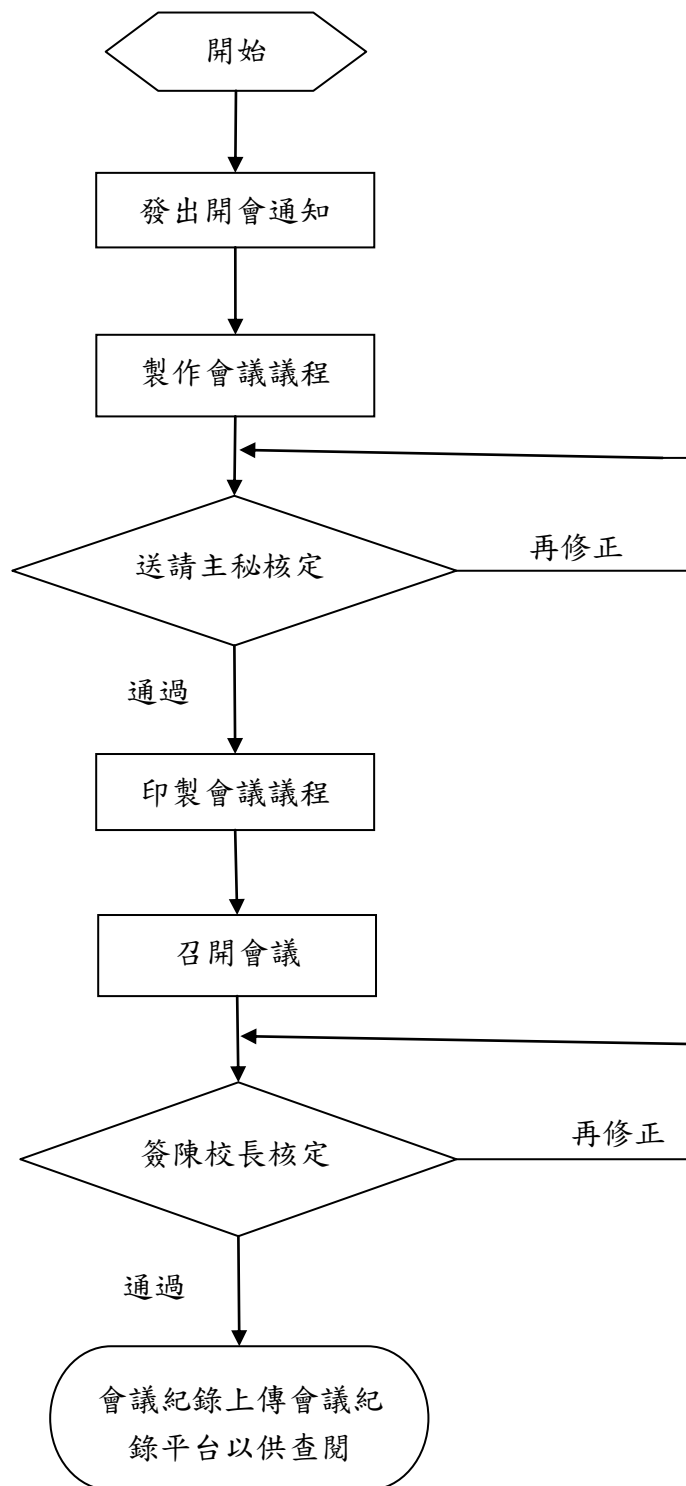 開始
發出開會通知
製作會議議程
送請主秘核定
再修正
通過
印製會議議程
召開會議
簽陳校長核定
再修正
通過
會議紀錄上傳會議紀
錄平台以供查閱